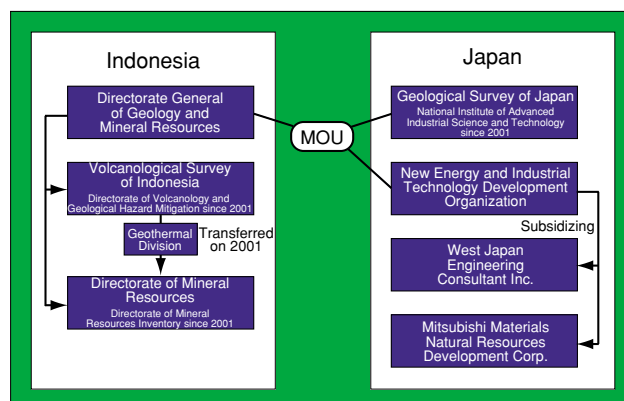 Indonesia
Directorate General
of Geology and
Mineral Resources
Volcanological Survey
of Indonesia
Directorate of Volcanology and
Geological Hazard Mitigation since 2001
Geothermal
Division
Transferred
on 2001
Directorate of Mineral
Resources
Directorate of Mineral
Resources Inventory since 2001
MOU
Japan
Geological Survey of Japan
National Institute of Advanced
Industrial Science and Technology
since 2001
New Energy and Industrial
Technology Development
Organization
Subsidizing
West Japan
Engineering
Consultant Inc.
Mitsubishi Materials
Natural Resources
Development Corp.